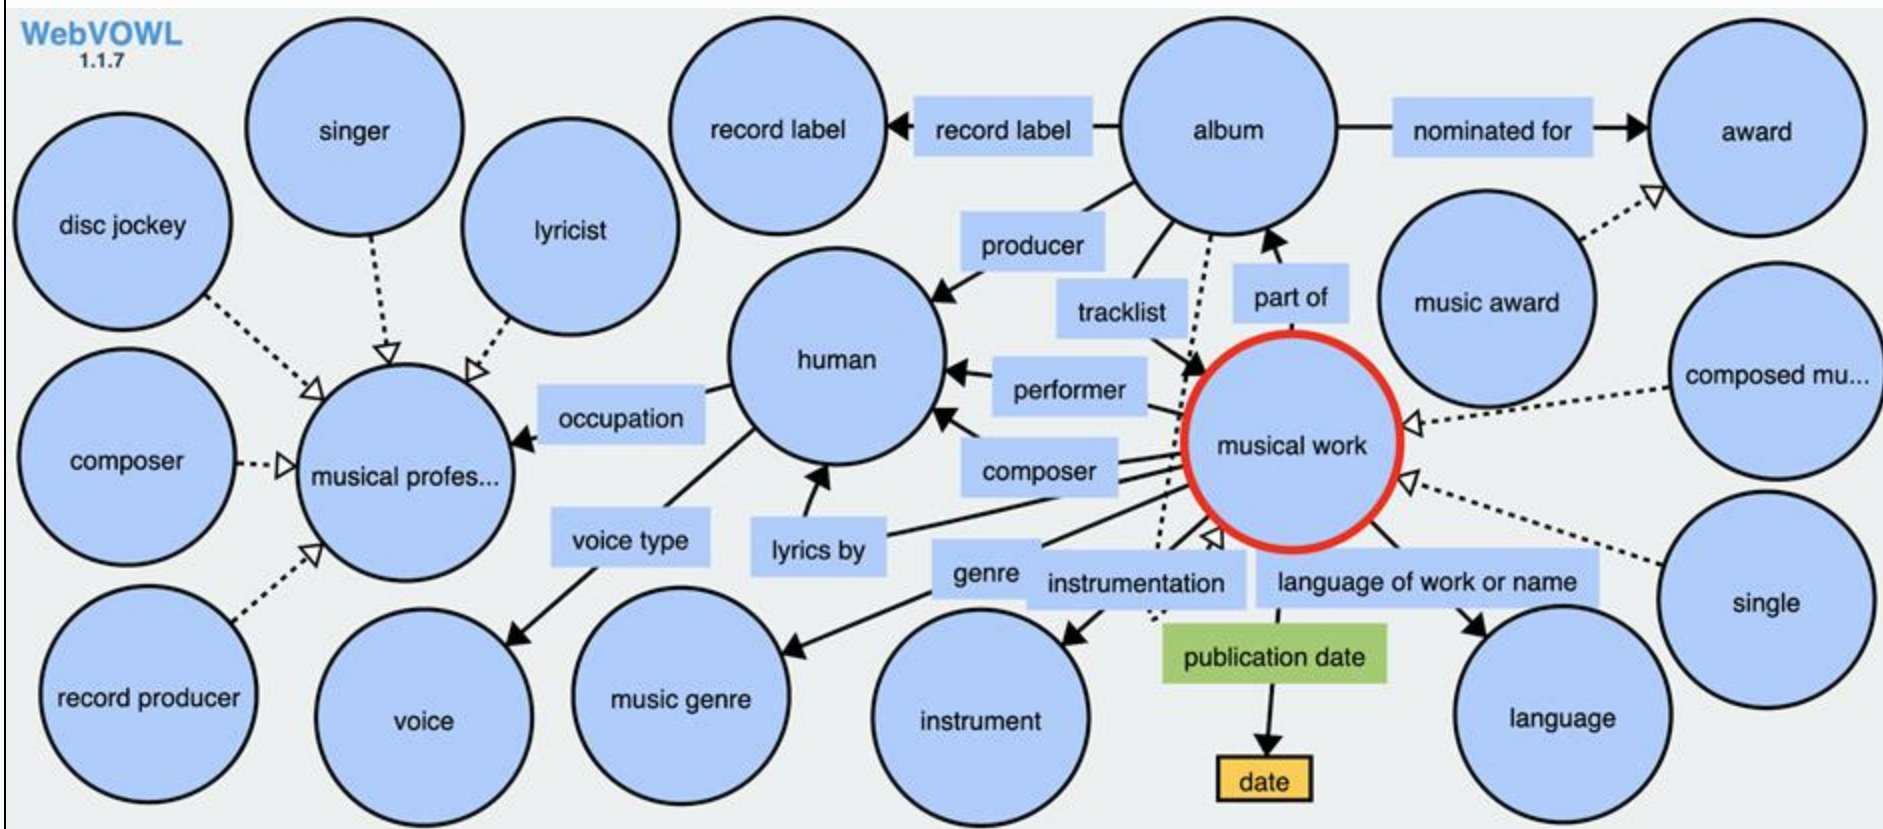 WebVOWL
1.1.7
singer
record label
record label
album
nominated for
award
disc jockey
lyricist
producer
tracklist
part of
music award
human
performer
composed mu...
occupation
composer
musical profes...
composer
musical work
voice type
lyrics by
genre
instrumentation
language of work or name
single
publication date
record producer
voice
music genre
instrument
language
date